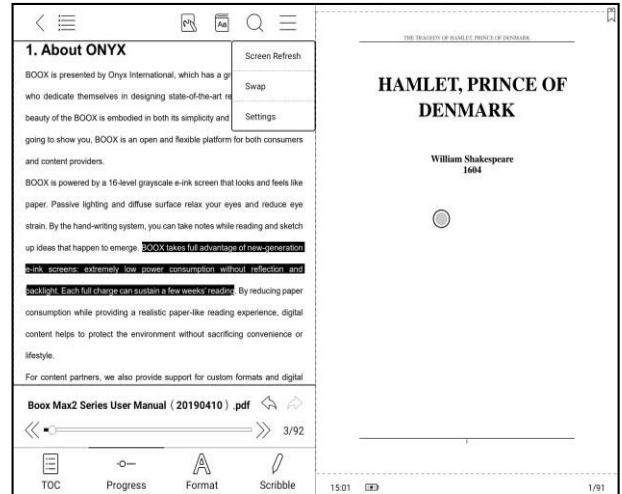 1. About ONYX
BOOX is presented by Onyx International, which has a gr
who dedicate themselves in designing state-of-the-art re
beauty of the BOOX is embodied in both its simplicity and
going to show you, BOOX is an open and flexible platform for both consumers
and content providers.
BOOX is powered by a 16-level grayscale e-ink screen that looks and feels like
paper. Passive lighting and diffuse surface relax your eyes and reduce eye
strain. By the hand-writing system, you can take notes while reading and sketch
up ideas that happen to emerge. BOOX takes full advantage of new-generation
e-ink screens: extremely low power consumption without reflection and
backlight. Each full charge can sustain a few weeks' reading. By reducing paper
consumption while providing a realistic paper-like reading experience, digital
content helps to protect the environment without sacrificing convenience or
lifestyle.
For content partners, we also provide support for custom formats and digital
Aa
Screen Refresh
Swap
Settings
Boox Max2 Series User Manual（20190410）.pdf
3/92
TOC
Progress
Format
Scribble
THE TRAGEDY OF HAMLET, PRINCE OF DENMARK
HAMLET, PRINCE OF
DENMARK
William Shakespeare
1604
1
15:01
1/91